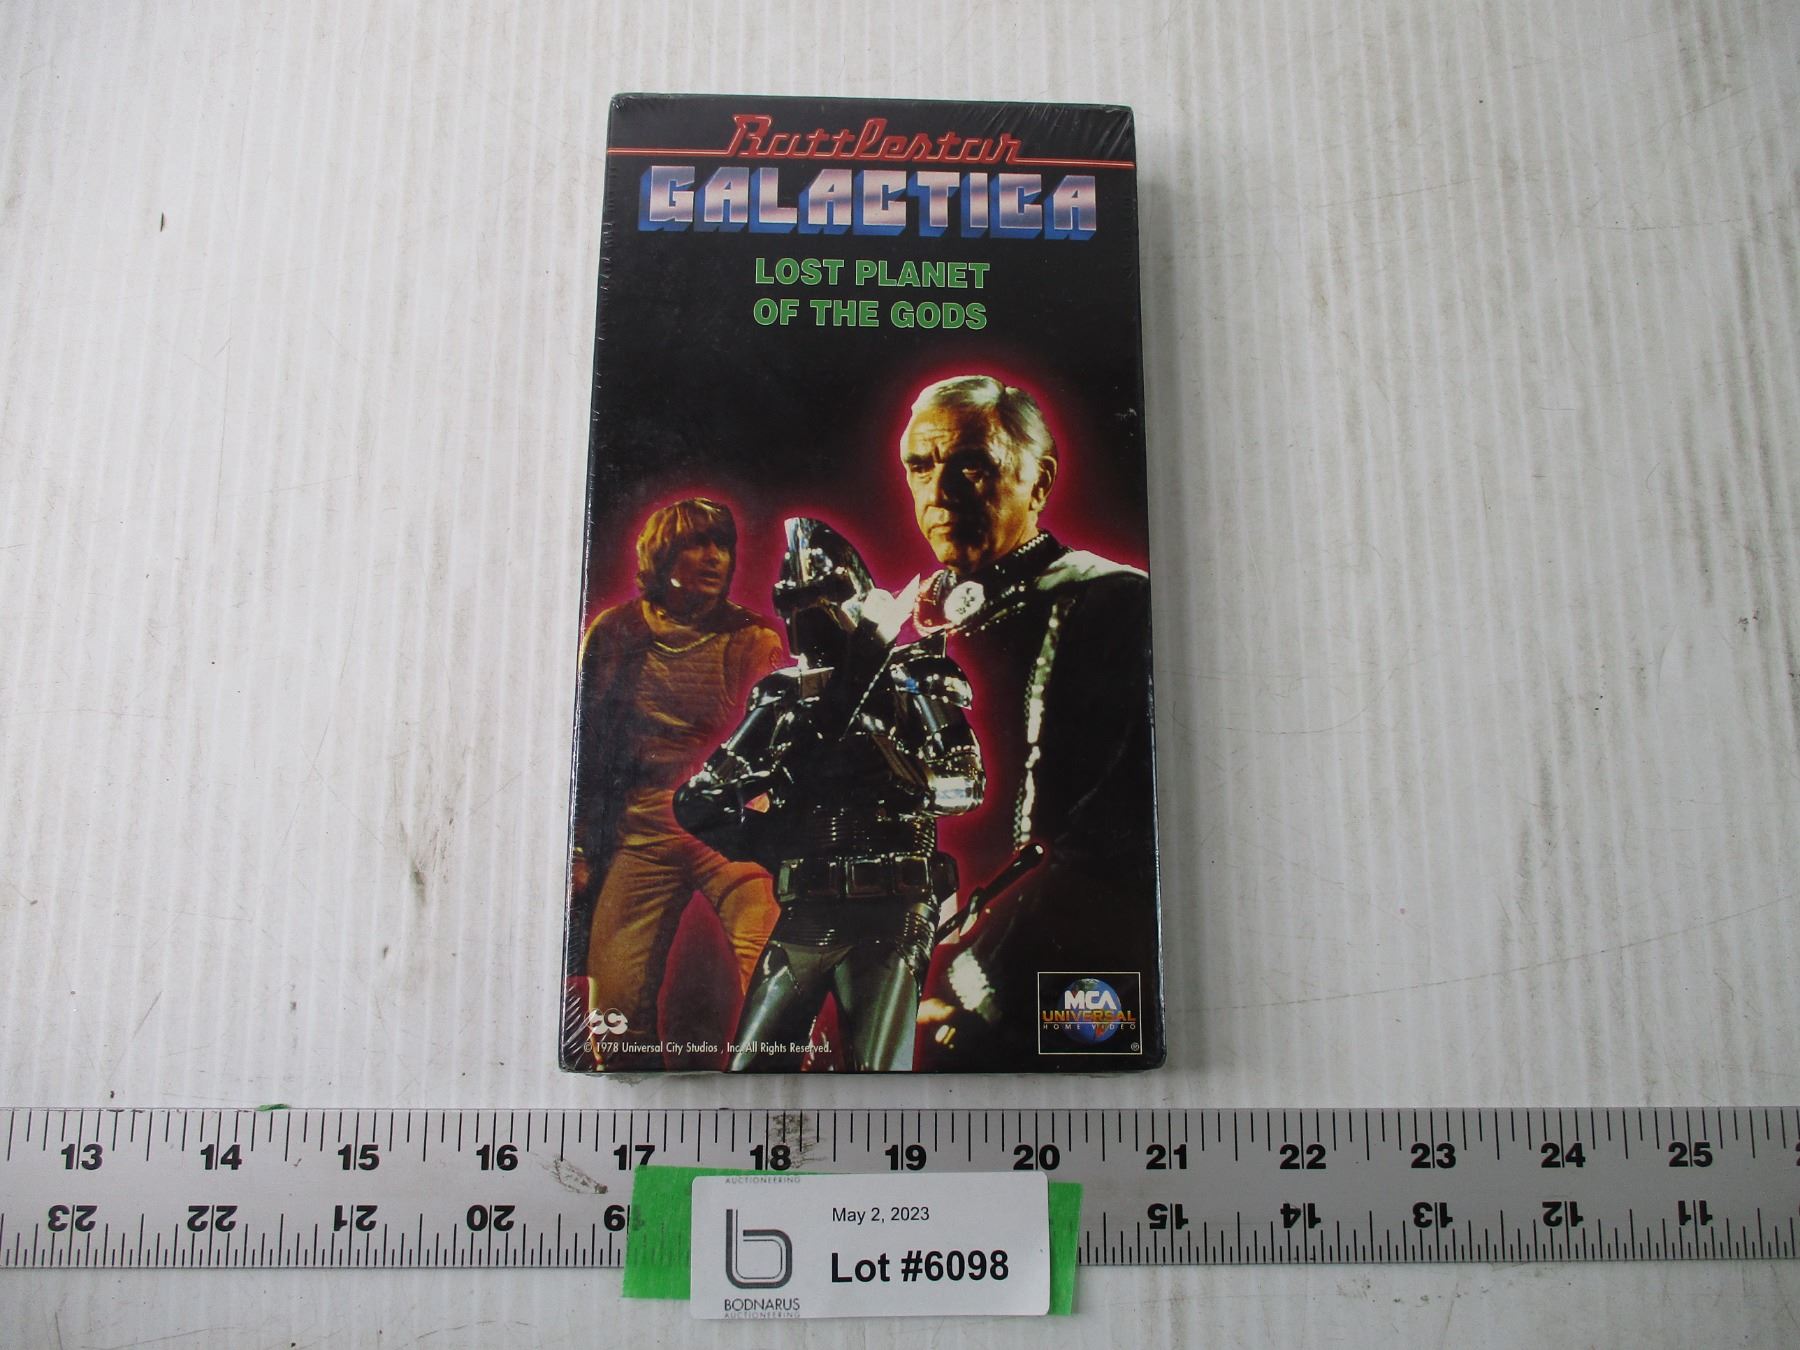 Battlestar
GALACTICA
LOST PLANET
OF THE GODS
MCA
UNIVERSAL
HOME VIDEO
© 1978 Universal City Studios, Inc. All Rights Reserved.
13 14 15 16 17 18 19 20 21 22 23 24 25
23 22 21 20 19 15 14 13 12 11
AUCTIONEERING
May 2, 2023
Lot #6098
BODNARUS
AUCTIONEERING